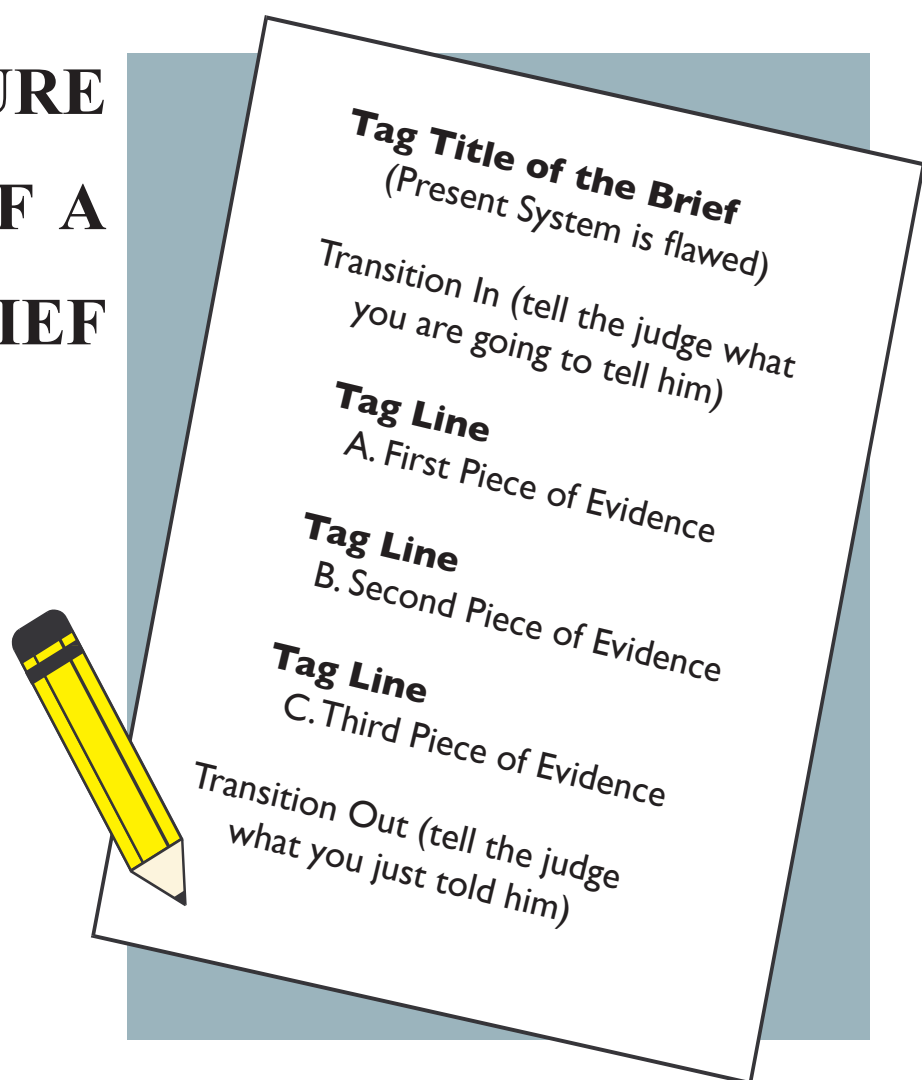 URE
F A
IEF
Tag Title of the Brief
(Present System is flawed)
Transition In (tell the judge what
you are going to tell him)
Tag Line
A. First Piece of Evidence
Tag Line
B. Second Piece of Evidence
Tag Line
C. Third Piece of Evidence
Transition Out (tell the judge
what you just told him)